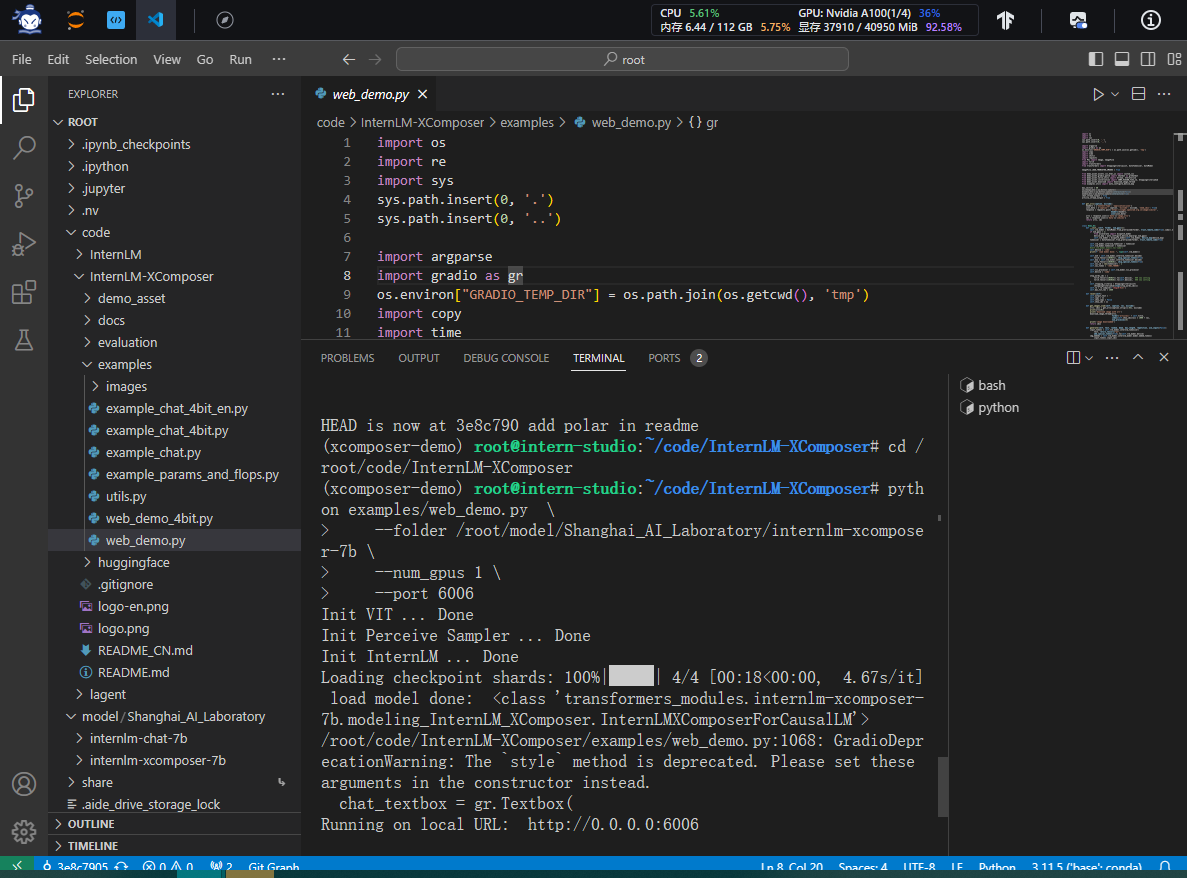 CPU 5.61% GPU: Nvidia A100(1/4) 36%
内存 6.44 / 112 GB 5.75% 显存 37910 / 40950 MiB 92.58%
File Edit Selection View Go Run ···
root
EXPLORER
ROOT
.ipynb_checkpoints
.ipython
.jupyter
.nv
code
InternLM
InternLM-XComposer
demo_asset
docs
evaluation
examples
images
example_chat_4bit_en.py
example_chat_4bit.py
example_chat.py
example_params_and_flops.py
utils.py
web_demo_4bit.py
web_demo.py
huggingface
.gitignore
logo-en.png
logo.png
README_CN.md
README.md
lagent
model / Shanghai_AI_Laboratory
internlm-chat-7b
internlm-xcomposer-7b
share
.aide_drive_storage_lock
OUTLINE
TIMELINE
web_demo.py
code > InternLM-XComposer > examples > web_demo.py > {} gr
1 import os
2 import re
3 import sys
4 sys.path.insert(0, '.')
5 sys.path.insert(0, '..')
6
7 import argparse
8 import gradio as gr
9 os.environ["GRADIO_TEMP_DIR"] = os.path.join(os.getcwd(), 'tmp')
10 import copy
11 import time
PROBLEMS OUTPUT DEBUG CONSOLE TERMINAL PORTS 2
HEAD is now at 3e8c790 add polar in readme
(xcomposer-demo) root@intern-studio:~/code/InternLM-XComposer# cd /
root/code/InternLM-XComposer
(xcomposer-demo) root@intern-studio:~/code/InternLM-XComposer# pyth
on examples/web_demo.py \
> --folder /root/model/Shanghai_AI_Laboratory/internlm-xcompose
r-7b \
> --num_gpus 1 \
> --port 6006
Init VIT ... Done
Init Perceive Sampler ... Done
Init InternLM ... Done
Loading checkpoint shards: 100%|█████| 4/4 [00:18<00:00, 4.67s/it]
load model done: <class 'transformers_modules.internlm-xcomposer-
7b.modeling_InternLM_XComposer.InternLMXComposerForCausalLM'>
/root/code/InternLM-XComposer/examples/web_demo.py:1068: GradioDepr
ecationWarning: The `style` method is deprecated. Please set these
arguments in the constructor instead.
chat_textbox = gr.Textbox(
Running on local URL: http://0.0.0.0:6006
bash
python
3e8c7905 0 0 2 Git Graph Ln 8, Col 20 Spaces: 4 UTF-8 LF Python 3.11.5 ('base': conda)